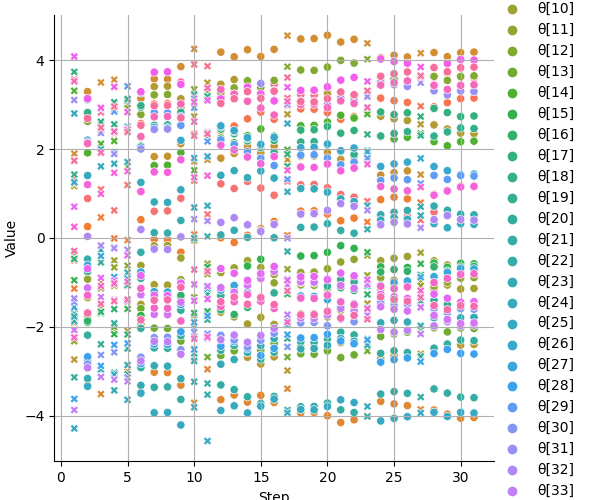 4
2
0
−2
−4
Value
0
5
10
15
20
25
30
Step
θ[10]
θ[11]
θ[12]
θ[13]
θ[14]
θ[15]
θ[16]
θ[17]
θ[18]
θ[19]
θ[20]
θ[21]
θ[22]
θ[23]
θ[24]
θ[25]
θ[26]
θ[27]
θ[28]
θ[29]
θ[30]
θ[31]
θ[32]
θ[33]